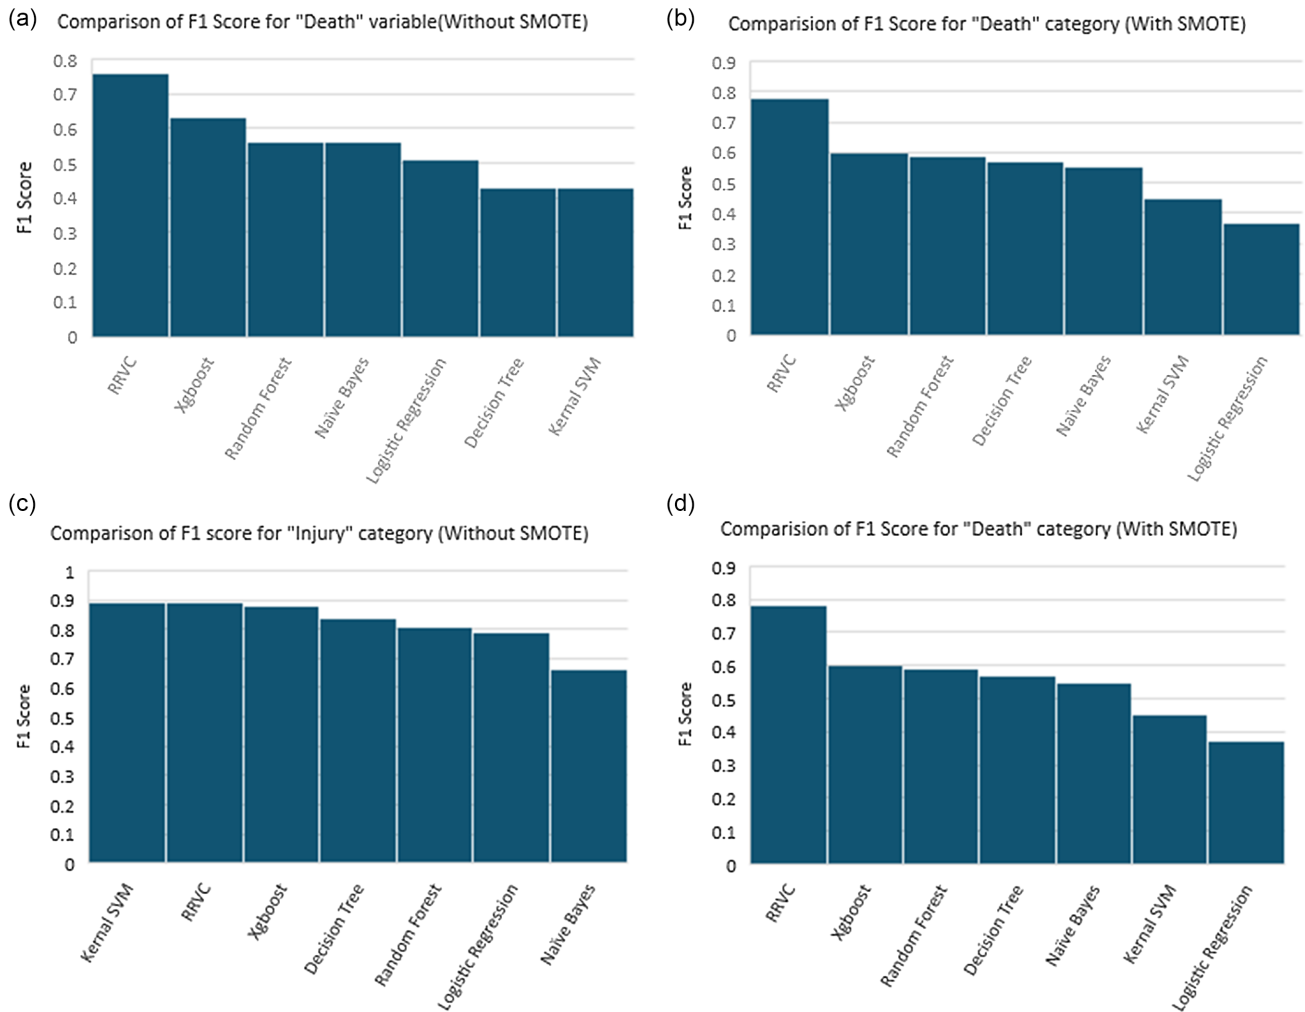 (a)
Comparision of F1 Score for "Death" variable(Without SMOTE)
0.8
0.7
0.6
0.5
0.4
0.3
0.2
0.1
0
F1 Score
RRVC
Xgboost
Random Forest
Naïve Bayes
Logistic Regression
Decision Tree
Kernal SVM
(b)
Comparision of F1 Score for "Death" category (With SMOTE)
0.9
0.8
0.7
0.6
0.5
0.4
0.3
0.2
0.1
0
F1 Score
RRVC
Xgboost
Random Forest
Decision Tree
Naïve Bayes
Kernal SVM
Logistic Regression
(c)
Comparison of F1 score for "Injury" category (Without SMOTE)
1
0.9
0.8
0.7
0.6
0.5
0.4
0.3
0.2
0.1
0
F1 Score
Kernal SVM
RRVC
Xgboost
Decision Tree
Random Forest
Logistic Regression
Naïve Bayes
(d)
Comparision of F1 Score for "Death" category (With SMOTE)
0.9
0.8
0.7
0.6
0.5
0.4
0.3
0.2
0.1
0
F1 Score
RRVC
Xgboost
Random Forest
Decision Tree
Naïve Bayes
Kernal SVM
Logistic Regression